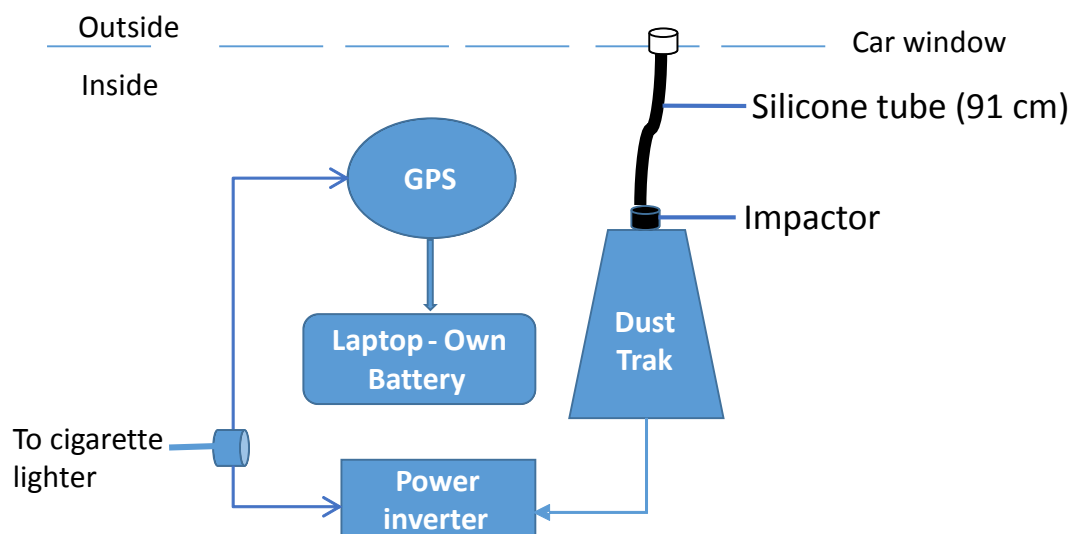 Outside
Car window
Inside
Silicone tube (91 cm)
GPS
Impactor
Laptop - Own
Battery
Dust
Trak
To cigarette
lighter
Power
inverter